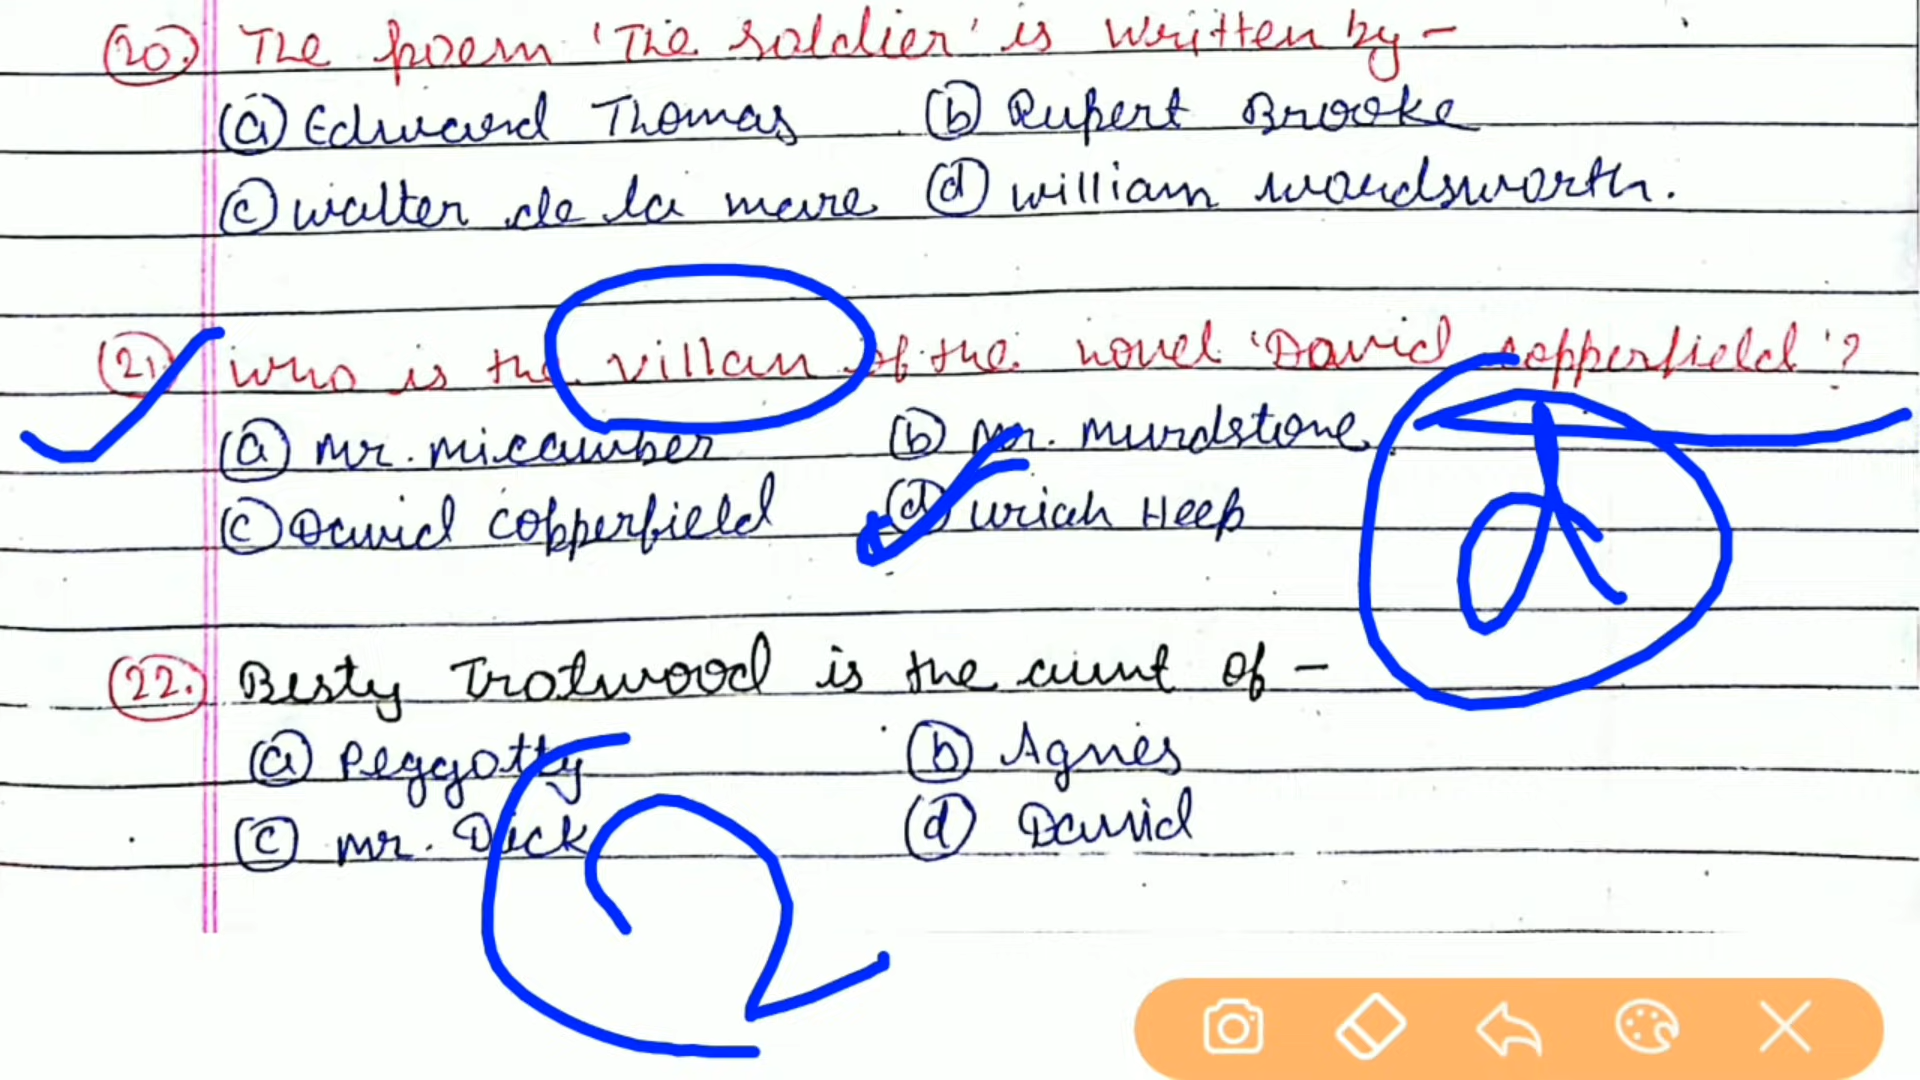 20. The poem 'The soldier' is written by -
(a) Edward Thomas (b) Rupert Brooke
(c) walter de la mare (d) william wordsworth.
21. who is the villan of the novel 'David copperfield'?
(a) mr. micawber (b) Mr. murdstone
(c) David copperfield (d) uriah Heep
d
22. Besty Trotwood is the aunt of -
(a) Peggotty (b) Agnes
(c) mr. Dick (d) David